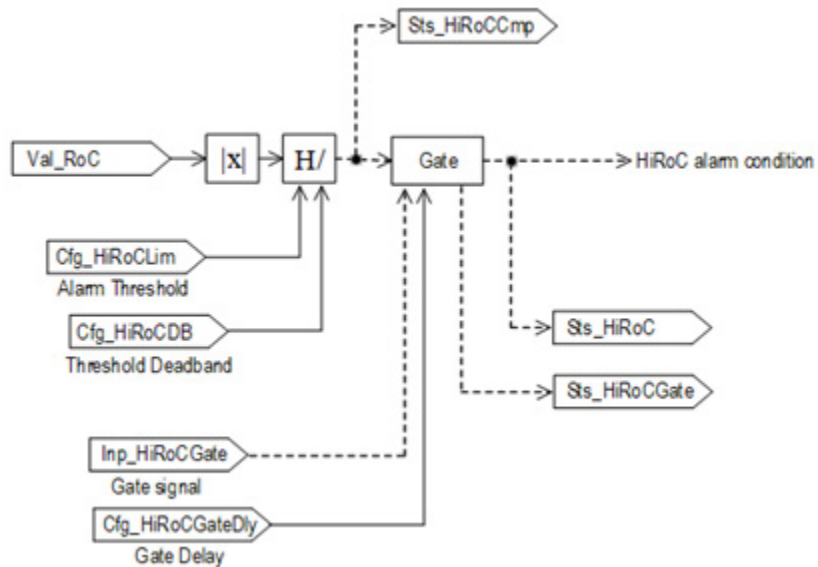 Sts_HiRoCCmp
Val_RoC
|x|
H/
Gate
HiRoC alarm condition
Cfg_HiRoCLim
Alarm Threshold
Cfg_HiRoCDB
Threshold Deadband
Sts_HiRoC
Sts_HiRoCGate
Inp_HiRoCGate
Gate signal
Cfg_HiRoCGateDly
Gate Delay